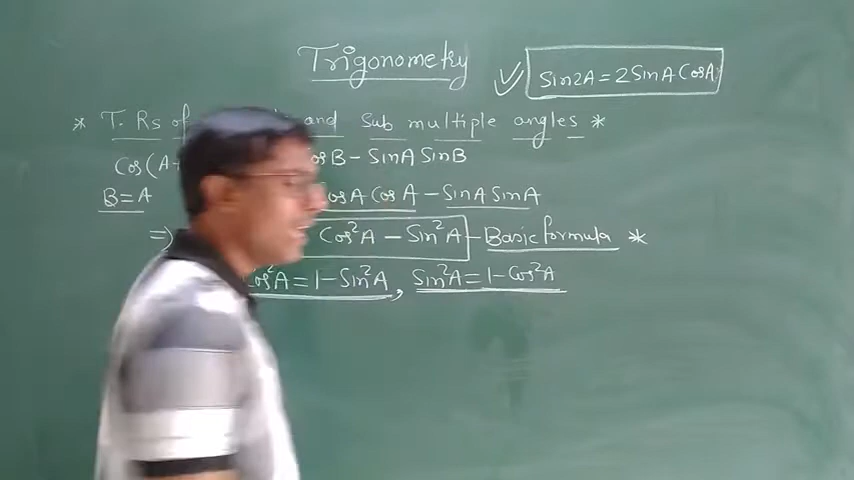 Trigonometry
Sin2A = 2SinA CosA
* T. Rs of and Sub multiple angles *
Cos(A+ CosB - SinA SinB
B = A CosA CosA - SinA SinA
⇒ Cos²A - Sin²A - Basic formula *
Cos²A = 1 - Sin²A, Sin²A = 1 - Cos²A